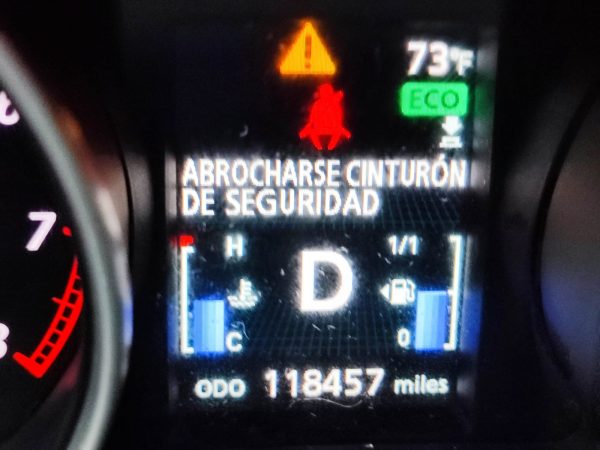 73°F
ECO
ABROCHARSE CINTURÓN
DE SEGURIDAD
7
H D 1/1
C 0
ODO 118457 miles